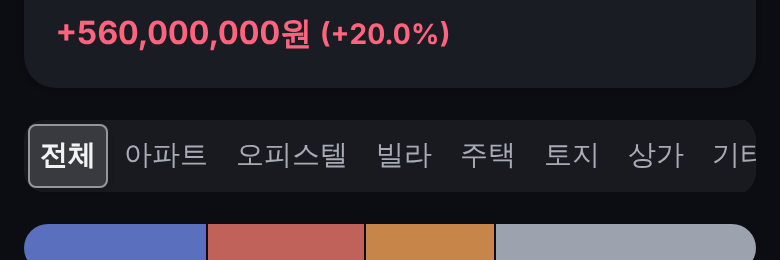 +560,000,000원 (+20.0%)
전체 아파트 오피스텔 빌라 주택 토지 상가 기타